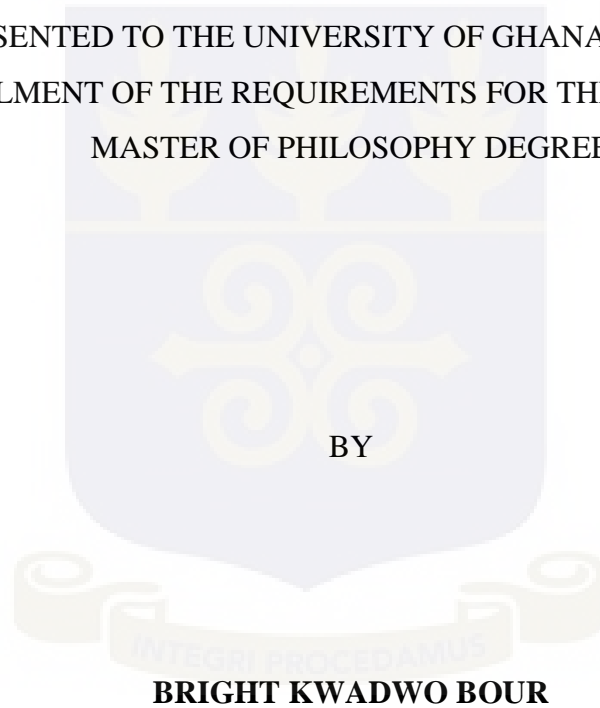 SENTED TO THE UNIVERSITY OF GHANA
LMENT OF THE REQUIREMENTS FOR TH
MASTER OF PHILOSOPHY DEGREE
BY
INTEGRI PROCEDAMUS
BRIGHT KWADWO BOUR